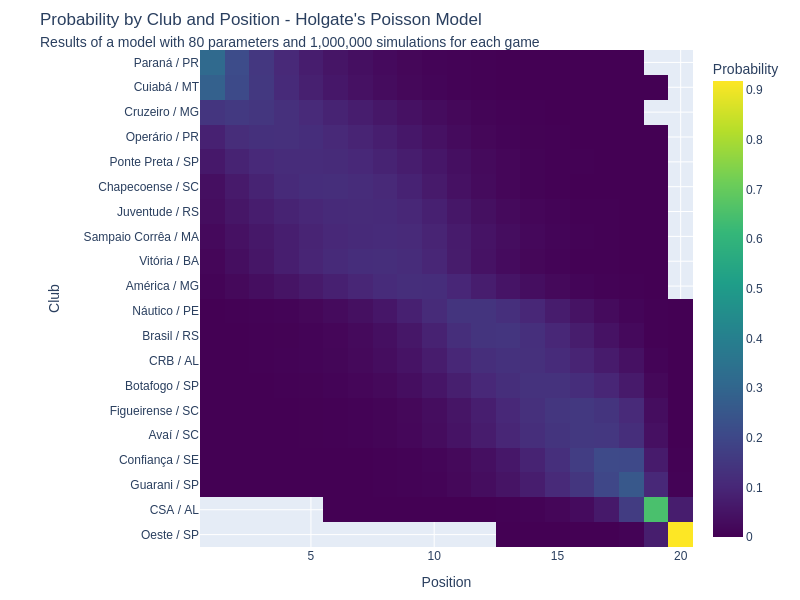 Probability by Club and Position - Holgate's Poisson Model
Results of a model with 80 parameters and 1,000,000 simulations for each game
Probability
Paraná / PR
Cuiabá / MT
Cruzeiro / MG
Operário / PR
Ponte Preta / SP
Chapecoense / SC
Juventude / RS
Sampaio Corrêa / MA
Vitória / BA
América / MG
Náutico / PE
Brasil / RS
CRB / AL
Botafogo / SP
Figueirense / SC
Avaí / SC
Confiança / SE
Guarani / SP
CSA / AL
Oeste / SP
Club
5
10
15
20
Position
0.9
0.8
0.7
0.6
0.5
0.4
0.3
0.2
0.1
0